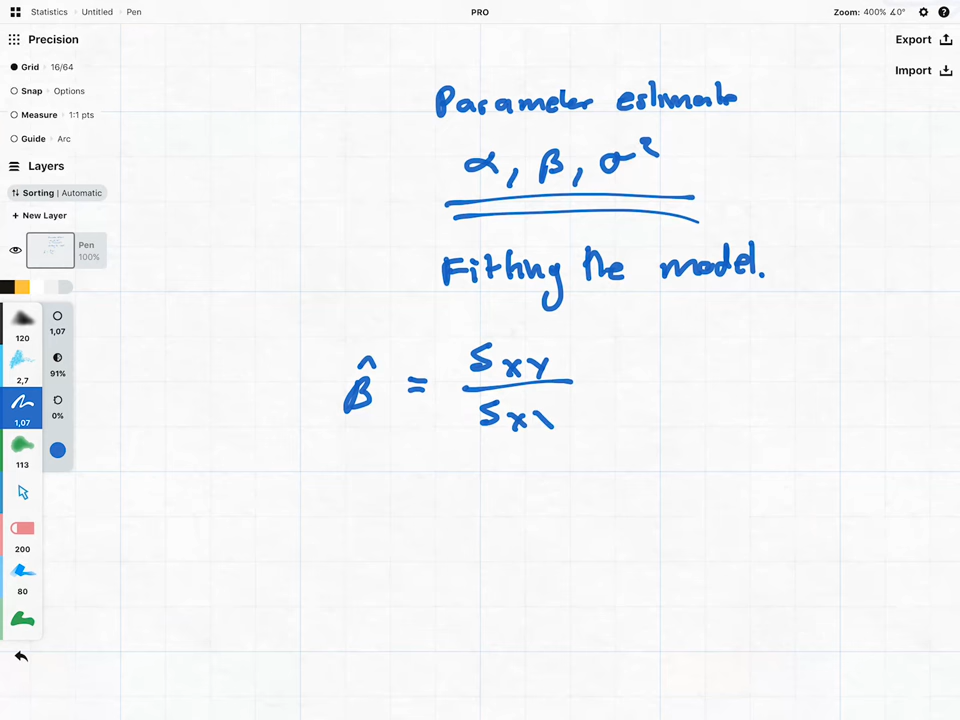 Statistics > Untitled > Pen
PRO
Zoom: 400% ∠0°
Precision
Export
Grid > 16/64
Import
Snap > Options
Measure > 1:1 pts
Guide > Arc
Layers
Sorting | Automatic
+ New Layer
Pen
100%
120
1,07
2,7
91%
1,07
0%
113
200
80
Parameter estimate
α, β, σ²
Fitting the model.
β̂ = Sxy / Sx